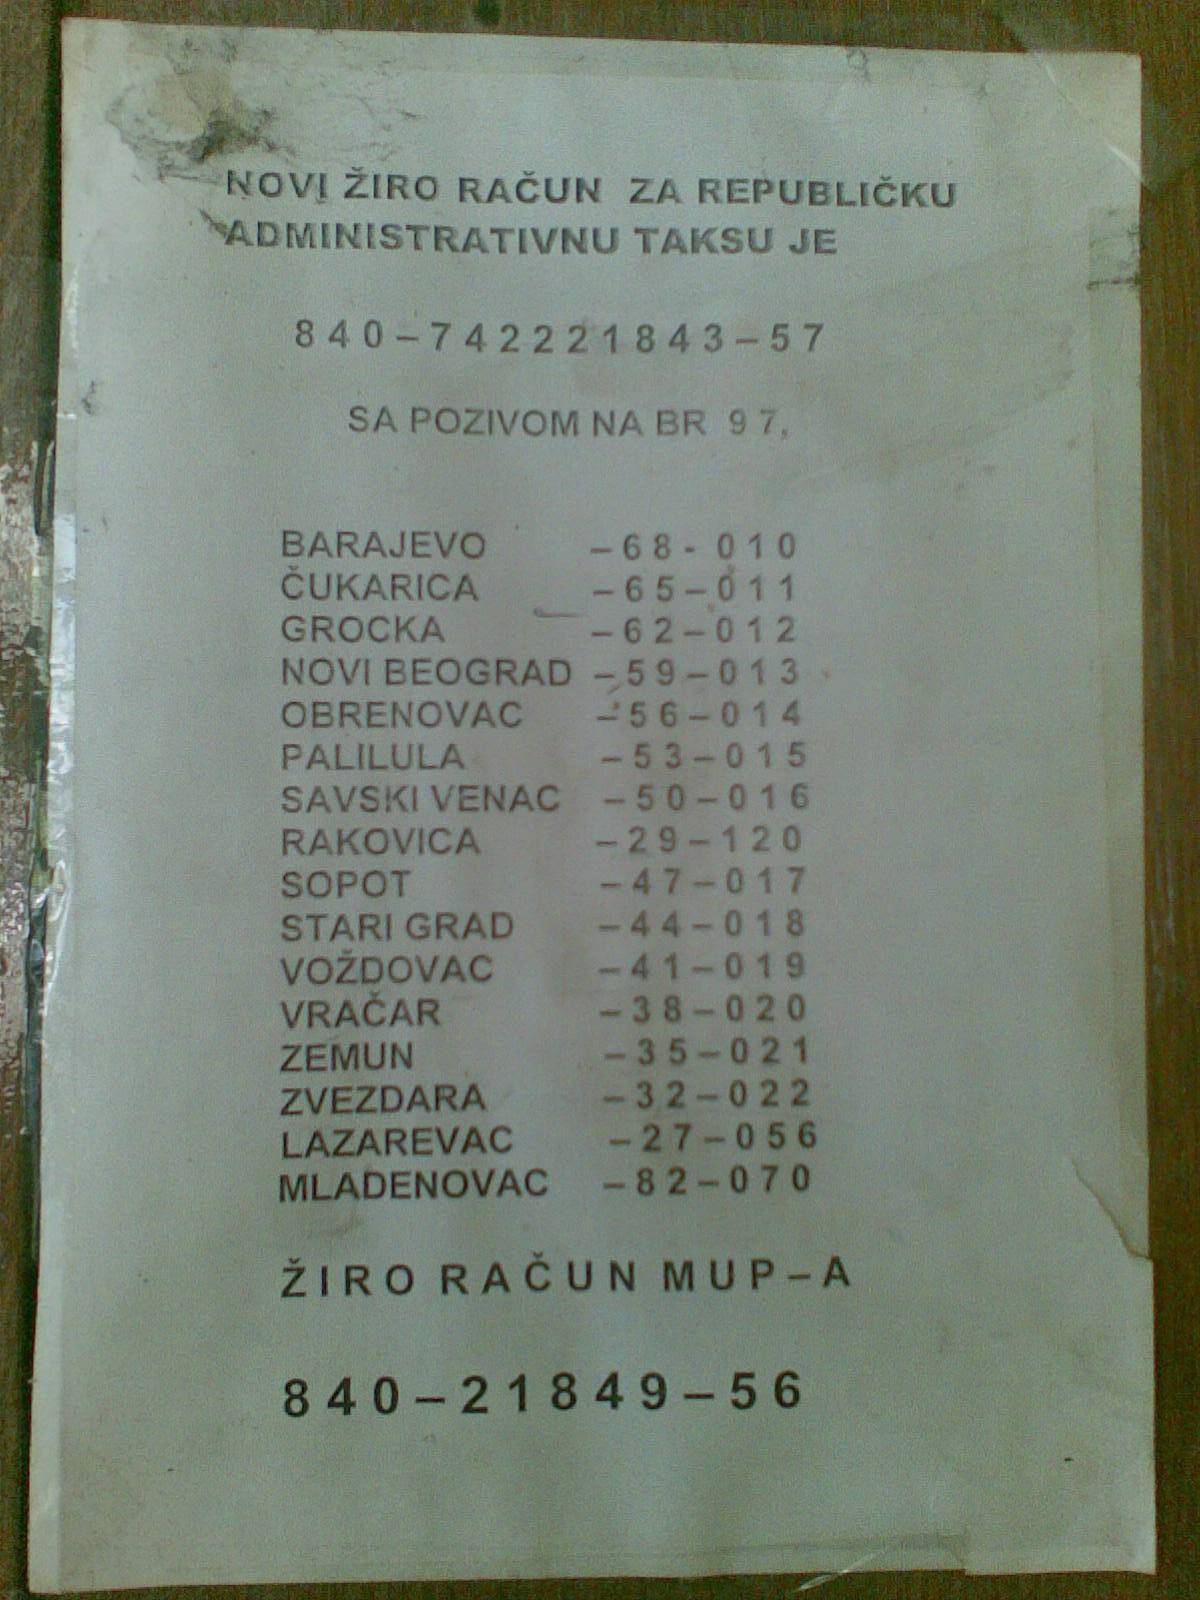 NOVI ŽIRO RAČUN ZA REPUBLIČKU
ADMINISTRATIVNU TAKSU JE
840–742221843–57
SA POZIVOM NA BR 97,
BARAJEVO –68- 010
ČUKARICA –65–011
GROCKA –62–012
NOVI BEOGRAD –59–013
OBRENOVAC –56–014
PALILULA –53–015
SAVSKI VENAC –50–016
RAKOVICA –29–120
SOPOT –47–017
STARI GRAD –44–018
VOŽDOVAC –41–019
VRAČAR –38–020
ZEMUN –35–021
ZVEZDARA –32–022
LAZAREVAC –27–056
MLADENOVAC –82–070
ŽIRO RAČUN MUP–A
840–21849–56